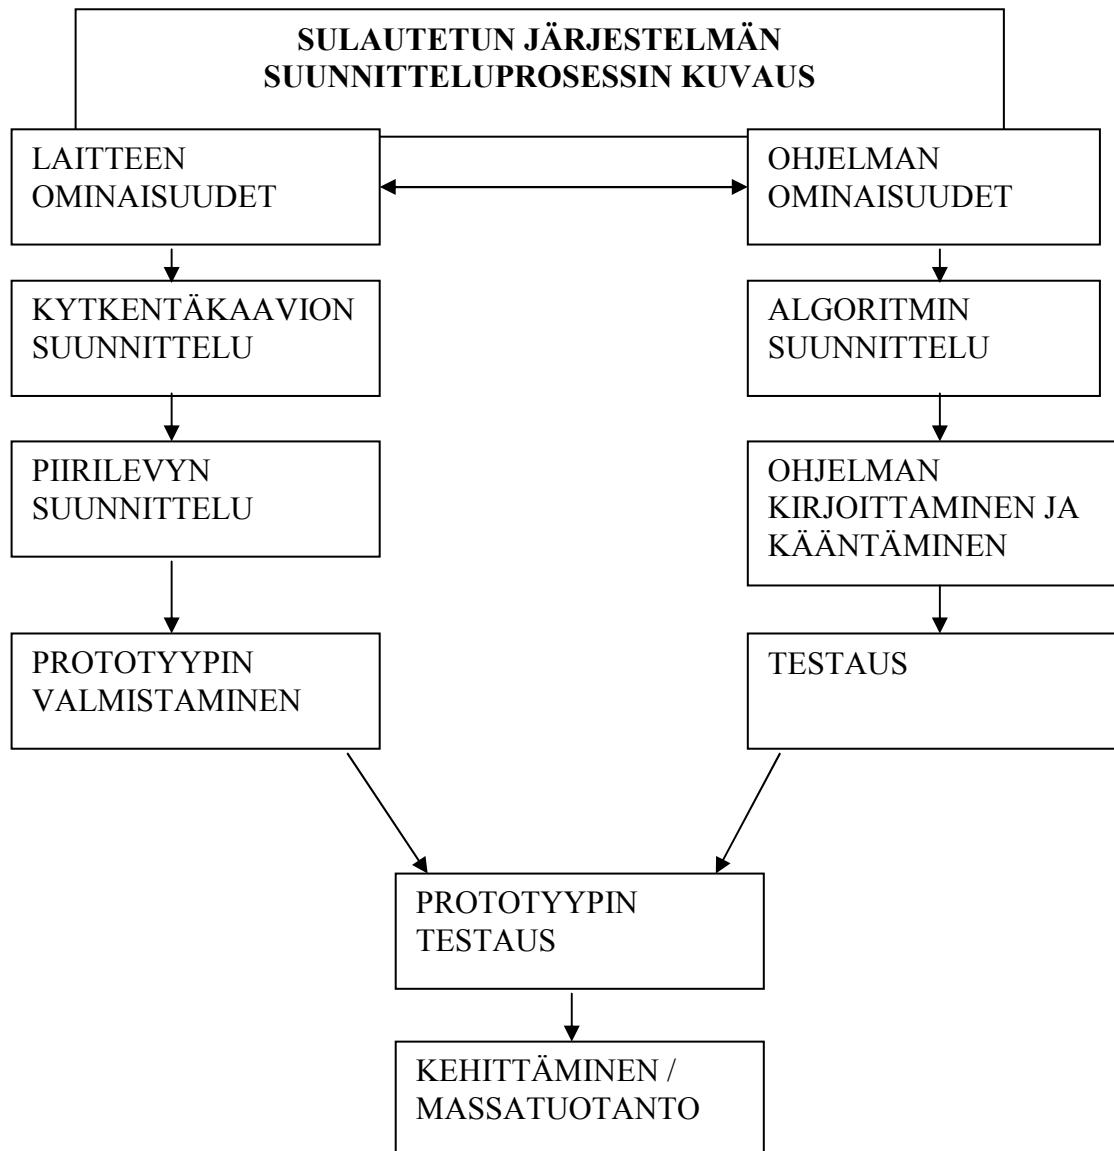 SULAUTETUN JÄRJESTELMÄN
SUUNNITTELUPROSESSIN KUVAUS
LAITTEEN
OMINAISUUDET
OHJELMAN
OMINAISUUDET
KYTKENTÄKAAVION
SUUNNITTELU
ALGORITMIN
SUUNNITTELU
PIIRILEVYN
SUUNNITTELU
OHJELMAN
KIRJOITTAMINEN JA
KÄÄNTÄMINEN
PROTOTYYPIN
VALMISTAMINEN
TESTAUS
PROTOTYYPIN
TESTAUS
KEHITTÄMINEN /
MASSATUOTANTO